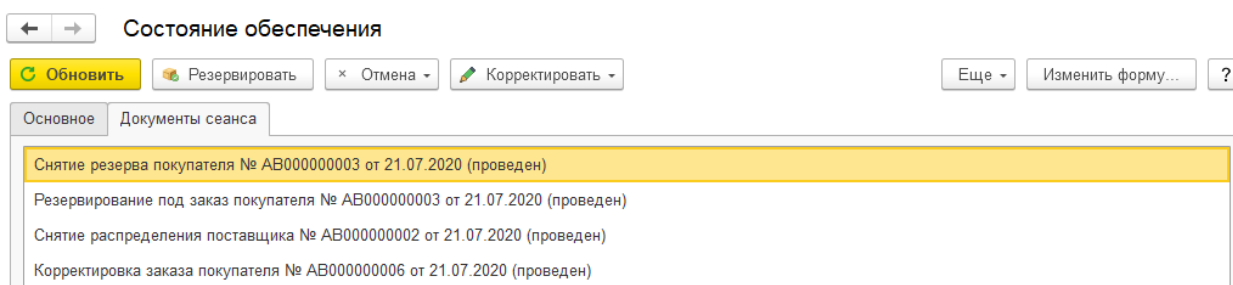 Состояние обеспечения
Обновить Резервировать Отмена Корректировать Еще Изменить форму... ?
Основное Документы сеанса
Снятие резерва покупателя № АВ000000003 от 21.07.2020 (проведен)
Резервирование под заказ покупателя № АВ000000003 от 21.07.2020 (проведен)
Снятие распределения поставщика № АВ000000002 от 21.07.2020 (проведен)
Корректировка заказа покупателя № АВ000000006 от 21.07.2020 (проведен)